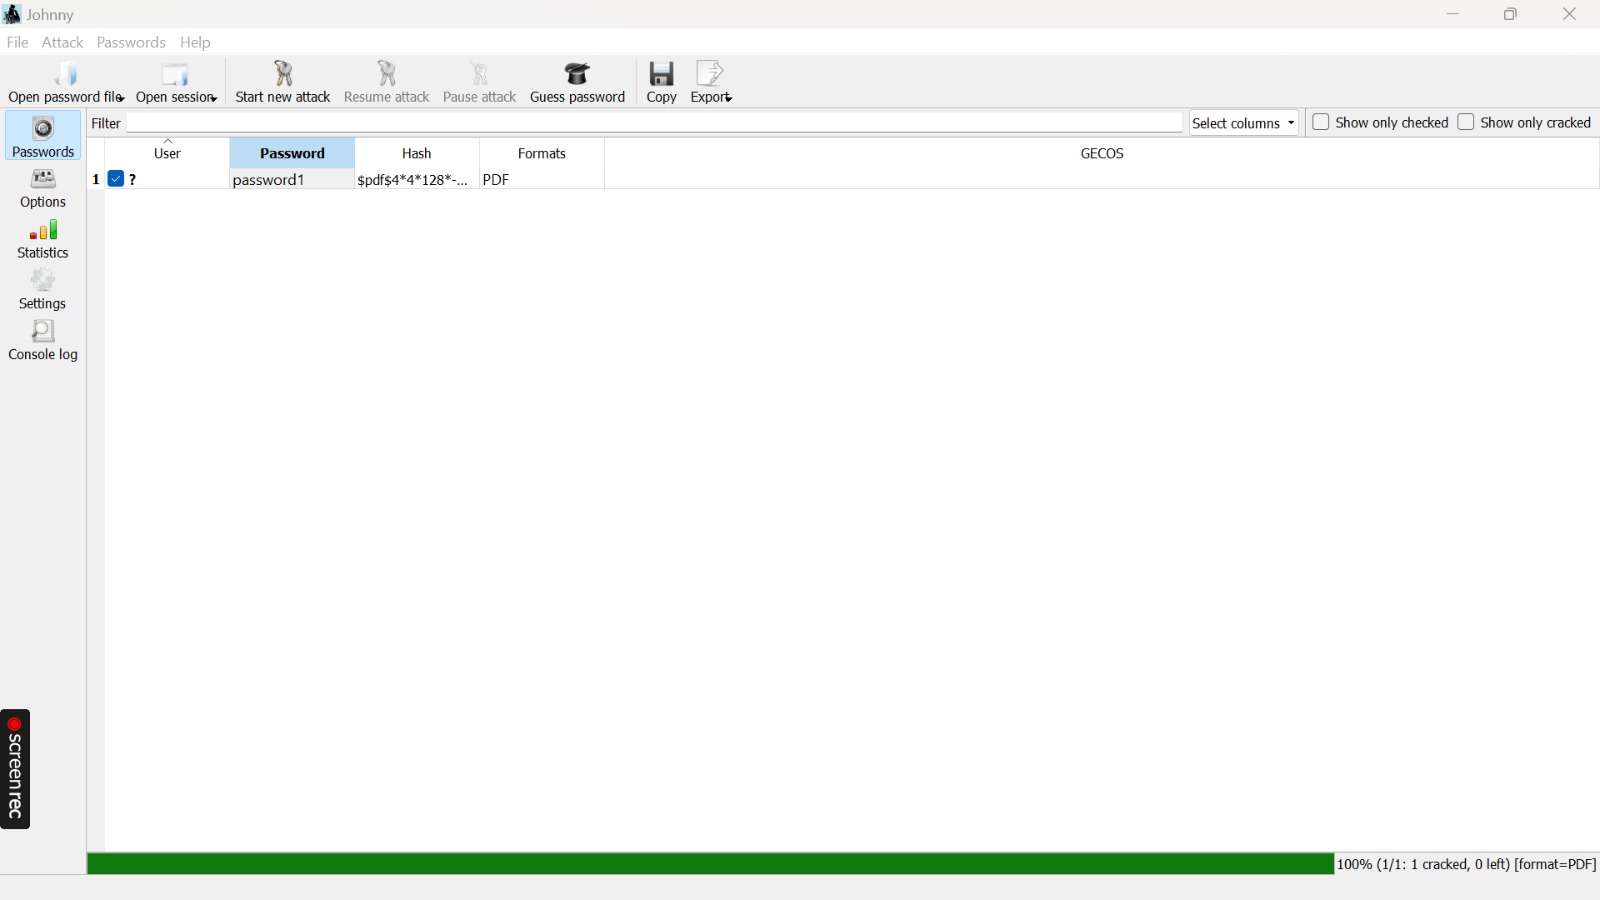 Johnny
File Attack Passwords Help
Open password file Open session Start new attack Resume attack Pause attack Guess password Copy Export
Passwords
Options
Statistics
Settings
Console log
Filter Select columns Show only checked Show only cracked
User Password Hash Formats GECOS
1 ? password1 $pdf$4*4*128*-... PDF
screenrec
100% (1/1: 1 cracked, 0 left) [format=PDF]